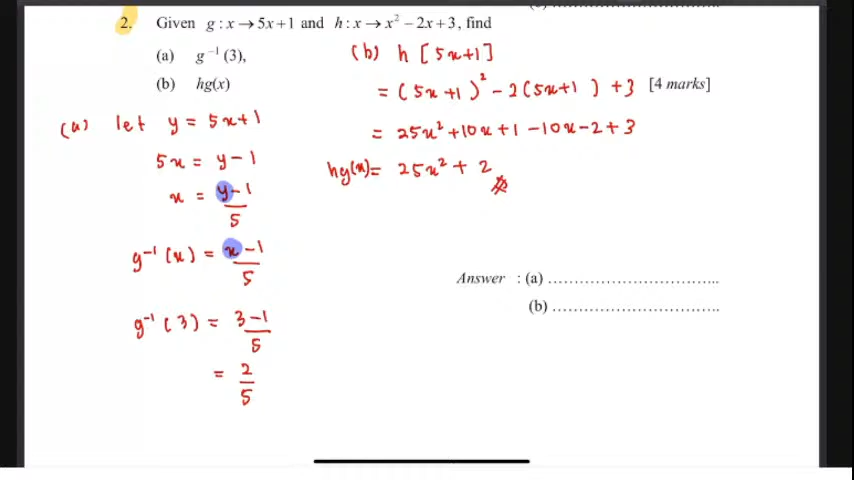 2. Given g : x → 5x + 1 and h : x → x² − 2x + 3, find
(a) g⁻¹ (3),
(b) hg(x)
[4 marks]
(a) let y = 5x+1
5x = y − 1
x = y−1/5
g⁻¹(x) = x−1/5
g⁻¹(3) = 3−1/5
= 2/5
(b) h [5x+1]
= (5x+1)² − 2(5x+1) + 3
= 25x² + 10x + 1 − 10x − 2 + 3
hg(x) = 25x² + 2
Answer : (a) ....................................
(b) ....................................